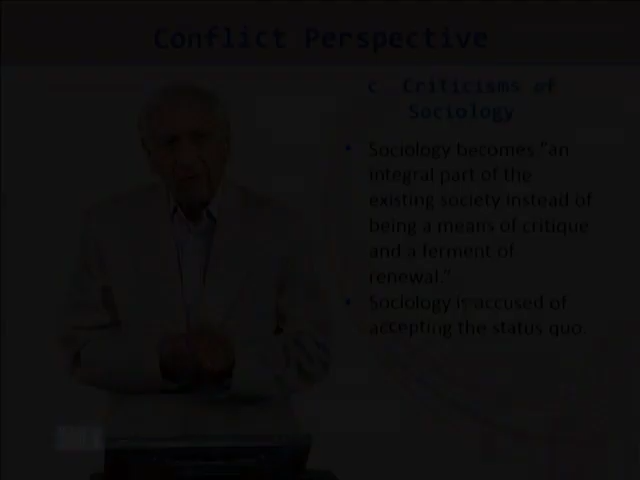 Conflict Perspective
c. Criticisms of
Sociology
• Sociology becomes "an
integral part of the
existing society instead of
being a means of critique
and a ferment of
renewal."
• Sociology is accused of
accepting the status quo.